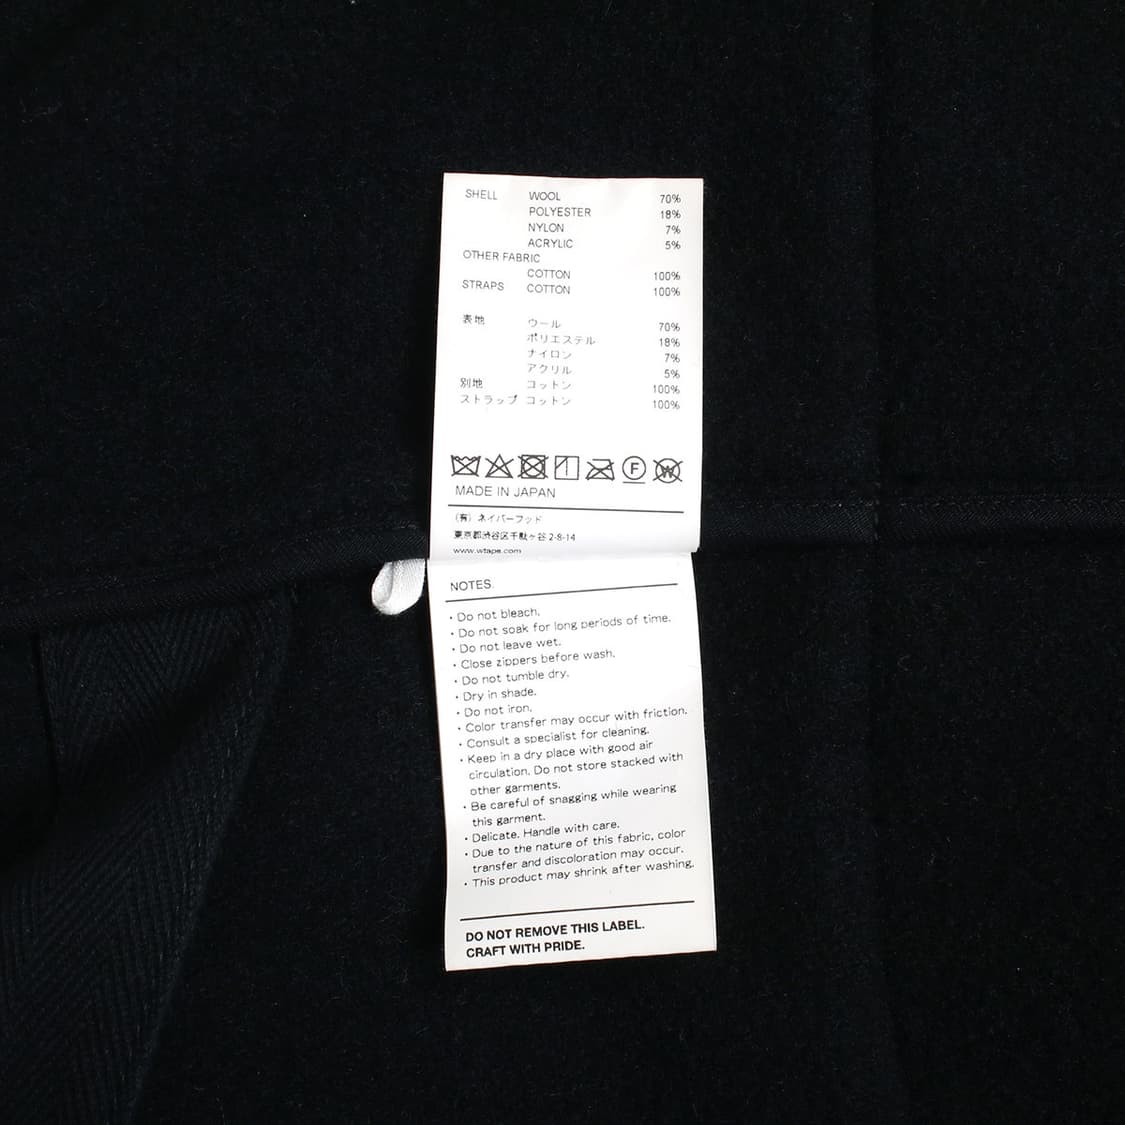 SHELL WOOL 70%
POLYESTER 18%
NYLON 7%
ACRYLIC 5%
OTHER FABRIC
COTTON 100%
STRAPS COTTON 100%
表地 ウール 70%
ポリエステル 18%
ナイロン 7%
アクリル 5%
別地 コットン 100%
ストラップ コットン 100%
F W
MADE IN JAPAN
(有) ネイバーフッド
東京都渋谷区千駄ヶ谷 2-8-14
www.wtaps.com
NOTES.
・Do not bleach.
・Do not soak for long periods of time.
・Do not leave wet.
・Close zippers before wash.
・Do not tumble dry.
・Dry in shade.
・Do not iron.
・Color transfer may occur with friction.
・Consult a specialist for cleaning.
・Keep in a dry place with good air
circulation. Do not store stacked with
other garments.
・Be careful of snagging while wearing
this garment.
・Delicate. Handle with care.
・Due to the nature of this fabric, color
transfer and discoloration may occur.
・This product may shrink after washing.
DO NOT REMOVE THIS LABEL.
CRAFT WITH PRIDE.